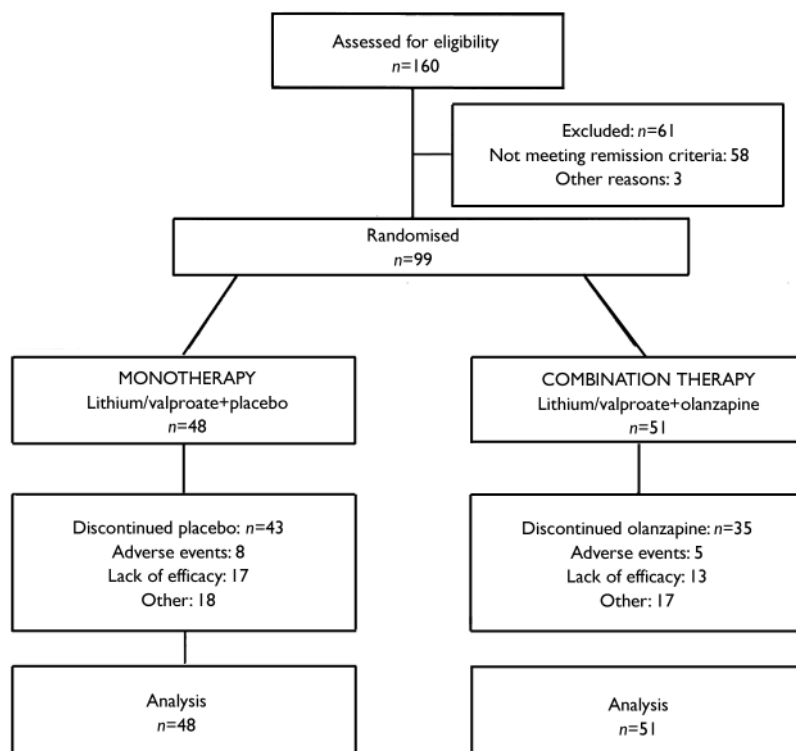 Assessed for eligibility
n=160
Excluded: n=61
Not meeting remission criteria: 58
Other reasons: 3
Randomised
n=99
MONOTHERAPY
Lithium/valproate+placebo
n=48
COMBINATION THERAPY
Lithium/valproate+olanzapine
n=51
Discontinued placebo: n=43
Adverse events: 8
Lack of efficacy: 17
Other: 18
Discontinued olanzapine: n=35
Adverse events: 5
Lack of efficacy: 13
Other: 17
Analysis
n=48
Analysis
n=51